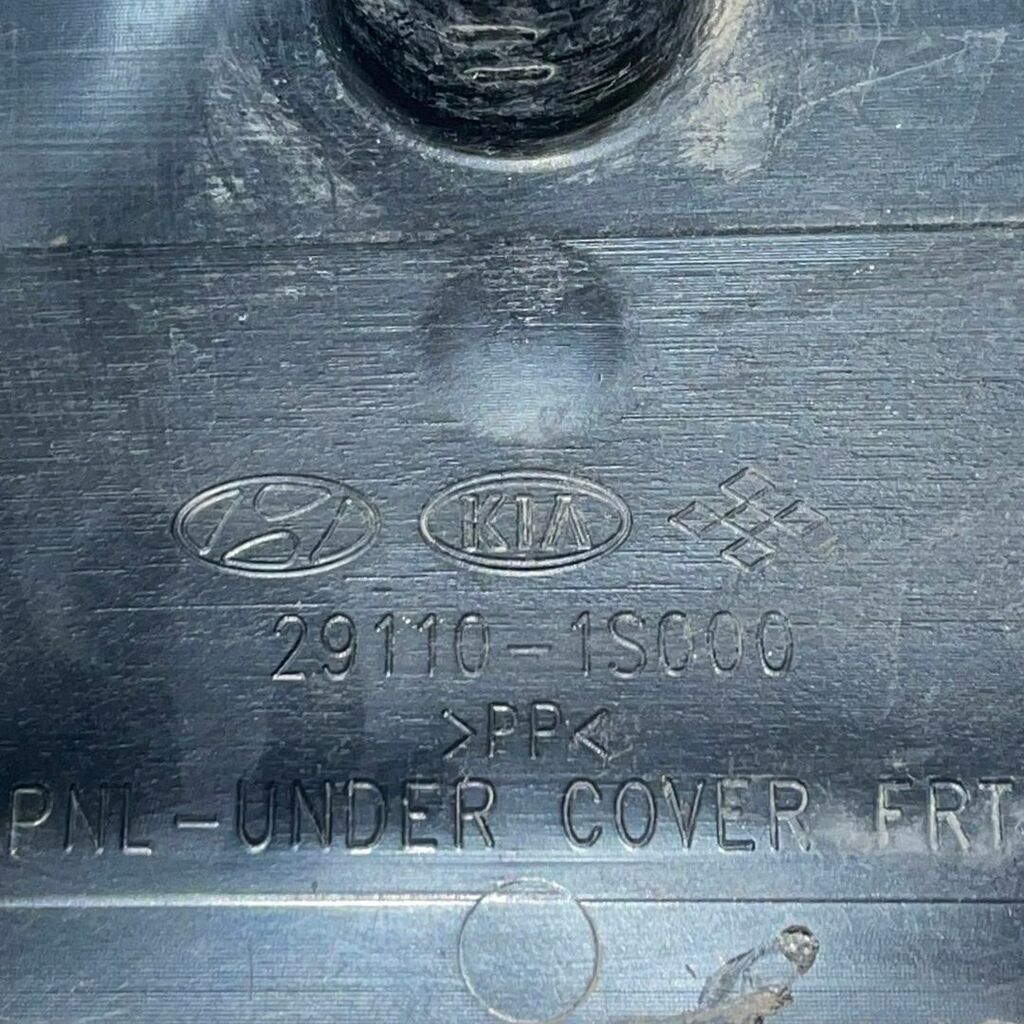 KIA
29110-1S000
>PP<
PNL-UNDER COVER FRT